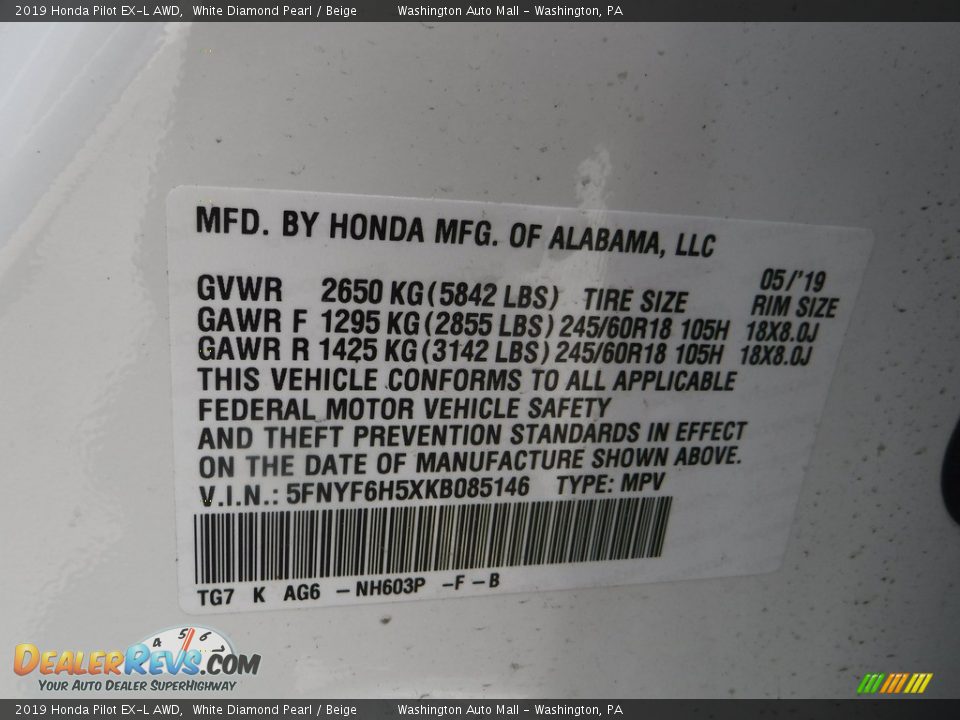 2019 Honda Pilot EX-L AWD, White Diamond Pearl / Beige Washington Auto Mall - Washington, PA
MFD. BY HONDA MFG. OF ALABAMA, LLC
05/'19
GVWR 2650 KG (5842 LBS) TIRE SIZE RIM SIZE
GAWR F 1295 KG (2855 LBS) 245/60R18 105H 18X8.0J
GAWR R 1425 KG (3142 LBS) 245/60R18 105H 18X8.0J
THIS VEHICLE CONFORMS TO ALL APPLICABLE
FEDERAL MOTOR VEHICLE SAFETY
AND THEFT PREVENTION STANDARDS IN EFFECT
ON THE DATE OF MANUFACTURE SHOWN ABOVE.
V.I.N.: 5FNYF6H5XKB085146 TYPE: MPV
TG7 K AG6 - NH603P - F - B
4 5 6
DEALERREVS.COM
YOUR AUTO DEALER SUPERHIGHWAY
2019 Honda Pilot EX-L AWD, White Diamond Pearl / Beige Washington Auto Mall - Washington, PA